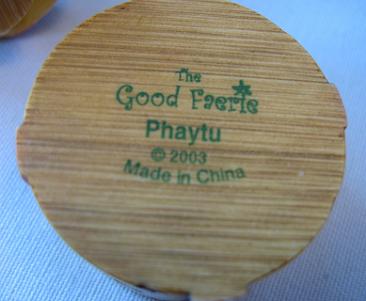 The
Good Faerie
Phaytu
© 2003
Made in China